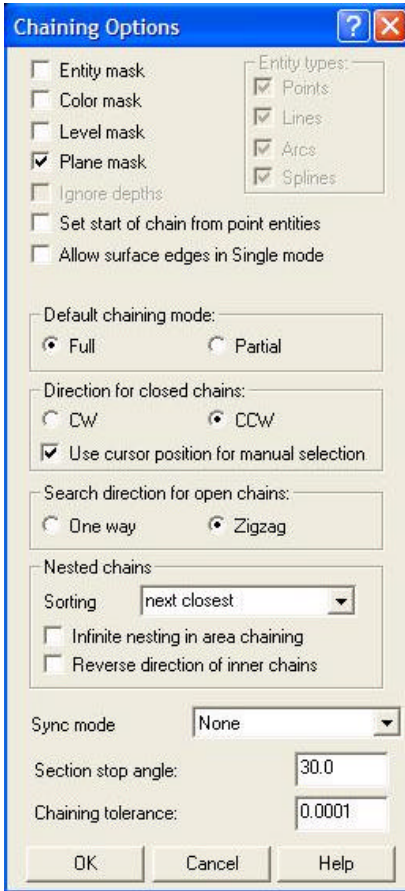 Chaining Options
Entity mask
Color mask
Level mask
Plane mask
Ignore depths
Entity types:
Points
Lines
Arcs
Splines
Set start of chain from point entities
Allow surface edges in Single mode
Default chaining mode:
Full Partial
Direction for closed chains:
CW CCW
Use cursor position for manual selection
Search direction for open chains:
One way Zigzag
Nested chains
Sorting next closest
Infinite nesting in area chaining
Reverse direction of inner chains
Sync mode None
Section stop angle: 30.0
Chaining tolerance: 0.0001
OK Cancel Help